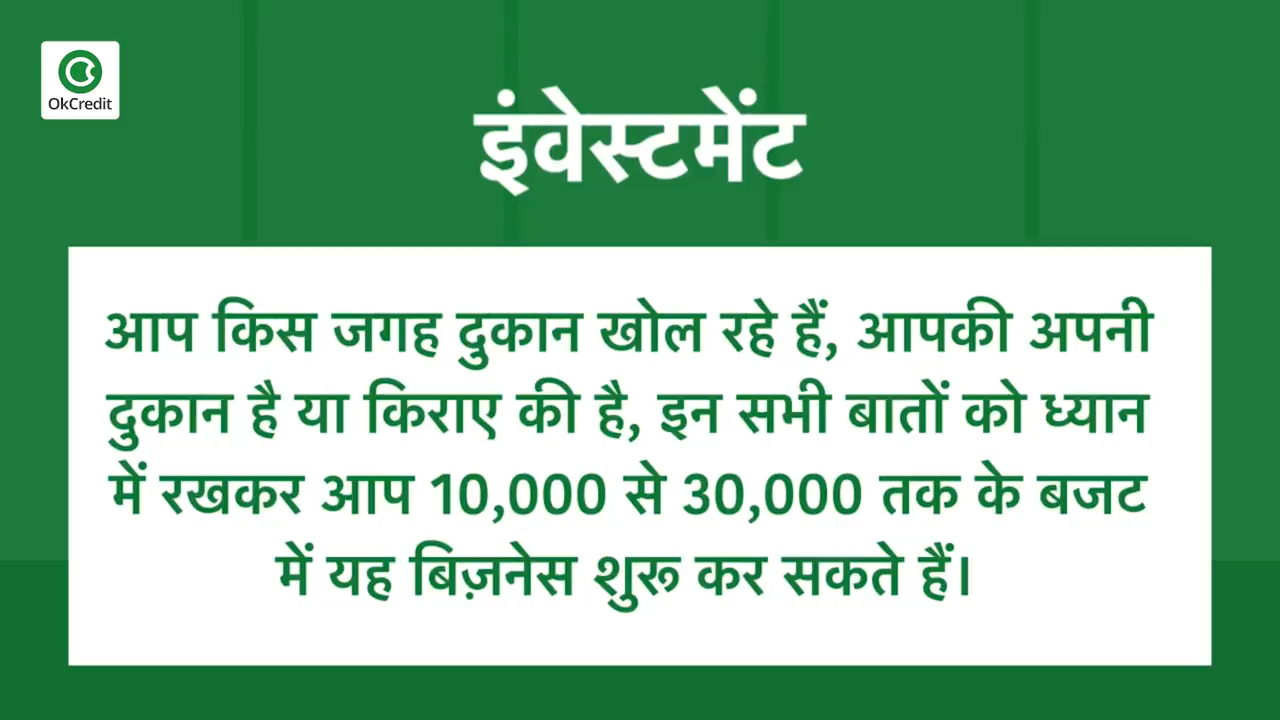 OkCredit
इंवेस्टमेंट
आप किस जगह दुकान खोल रहे हैं, आपकी अपनी
दुकान है या किराए की है, इन सभी बातों को ध्यान
में रखकर आप 10,000 से 30,000 तक के बजट
में यह बिज़नेस शुरू कर सकते हैं।